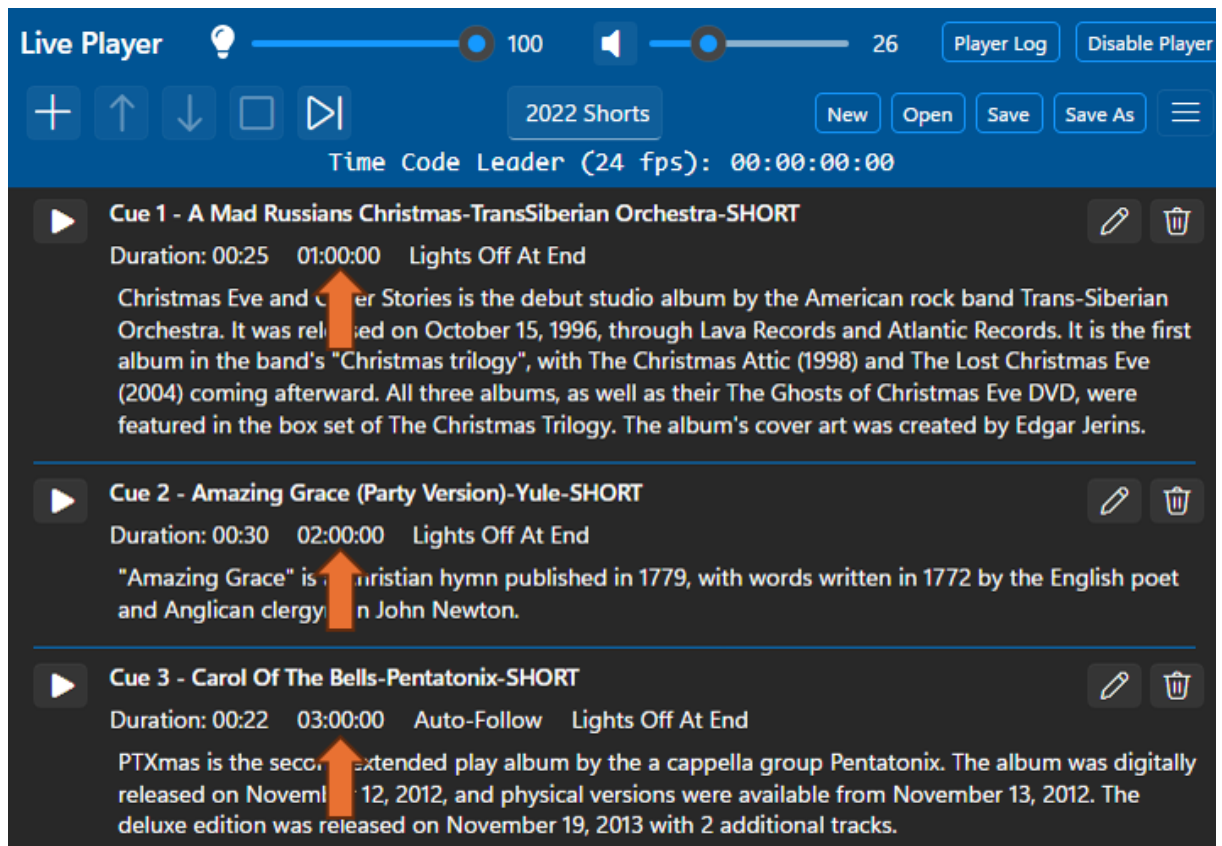 Live Player 100 26 Player Log Disable Player
2022 Shorts New Open Save Save As
Time Code Leader (24 fps): 00:00:00:00
Cue 1 - A Mad Russians Christmas-TransSiberian Orchestra-SHORT
Duration: 00:25 01:00:00 Lights Off At End
Christmas Eve and Stories is the debut studio album by the American rock band Trans-Siberian
Orchestra. It was on October 15, 1996, through Lava Records and Atlantic Records. It is the first
album in the band's "Christmas trilogy", with The Christmas Attic (1998) and The Lost Christmas Eve
(2004) coming afterward. All three albums, as well as their The Ghosts of Christmas Eve DVD, were
featured in the box set of The Christmas Trilogy. The album's cover art was created by Edgar Jerins.
Cue 2 - Amazing Grace (Party Version)-Yule-SHORT
Duration: 00:30 02:00:00 Lights Off At End
"Amazing Grace" is hymn published in 1779, with words written in 1772 by the English poet
and Anglican John Newton.
Cue 3 - Carol Of The Bells-Pentatonix-SHORT
Duration: 00:22 03:00:00 Auto-Follow Lights Off At End
PTXmas is the play album by the a cappella group Pentatonix. The album was digitally
released on 12, 2012, and physical versions were available from November 13, 2012. The
deluxe edition was released on November 19, 2013 with 2 additional tracks.